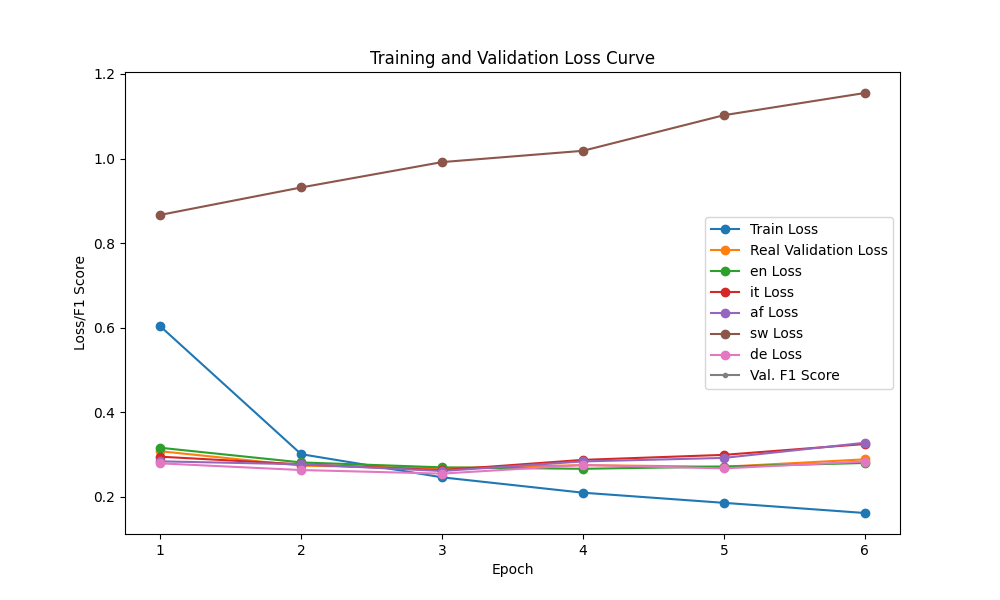 Training and Validation Loss Curve
Loss/F1 Score
1.2
1.0
0.8
0.6
0.4
0.2
Train Loss
Real Validation Loss
en Loss
it Loss
af Loss
sw Loss
de Loss
Val. F1 Score
1 2 3 4 5 6
Epoch